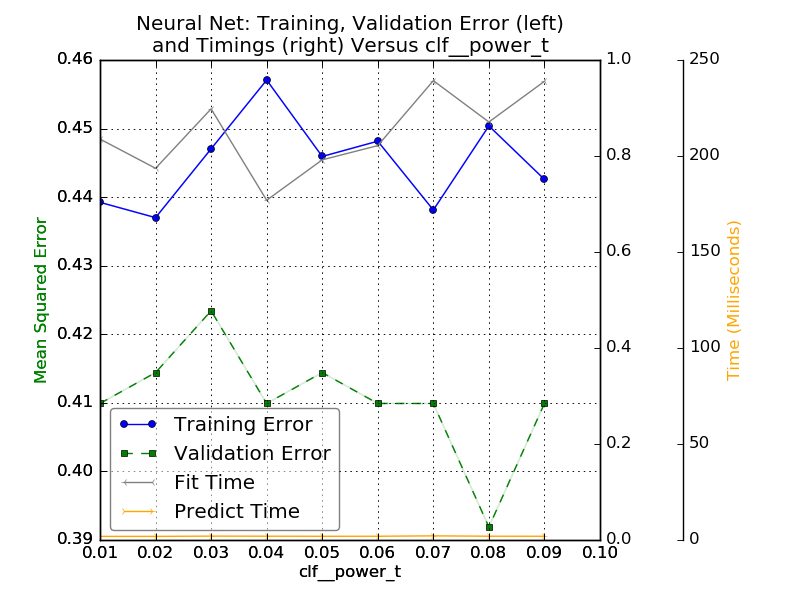 Neural Net: Training, Validation Error (left)
and Timings (right) Versus clf__power_t
0.46
0.45
0.44
0.43
0.42
0.41
0.40
0.39
Mean Squared Error
1.0
0.8
0.6
0.4
0.2
0.0
250
200
150
100
50
0
Time (Milliseconds)
Training Error
Validation Error
Fit Time
Predict Time
0.01 0.02 0.03 0.04 0.05 0.06 0.07 0.08 0.09 0.10
clf__power_t